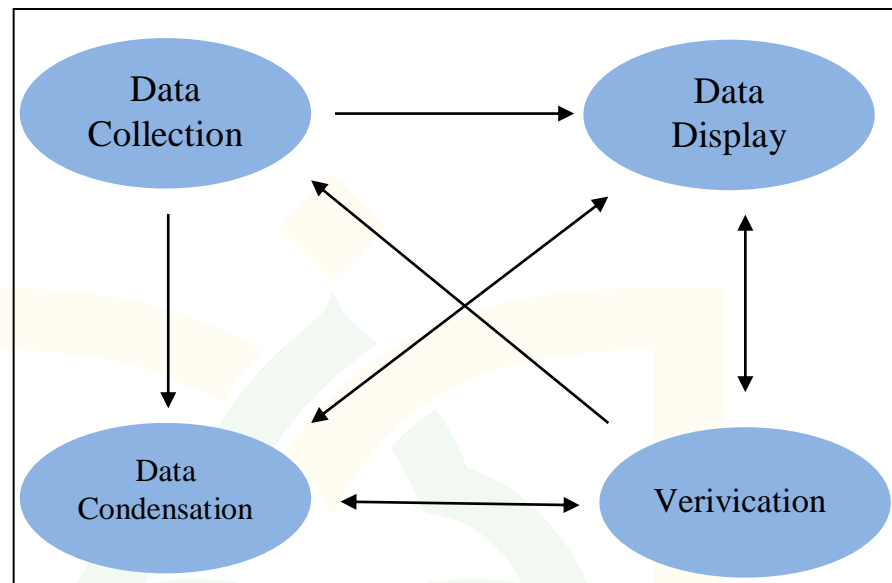 Data
Collection
Data
Display
Data
Condensation
Verivication